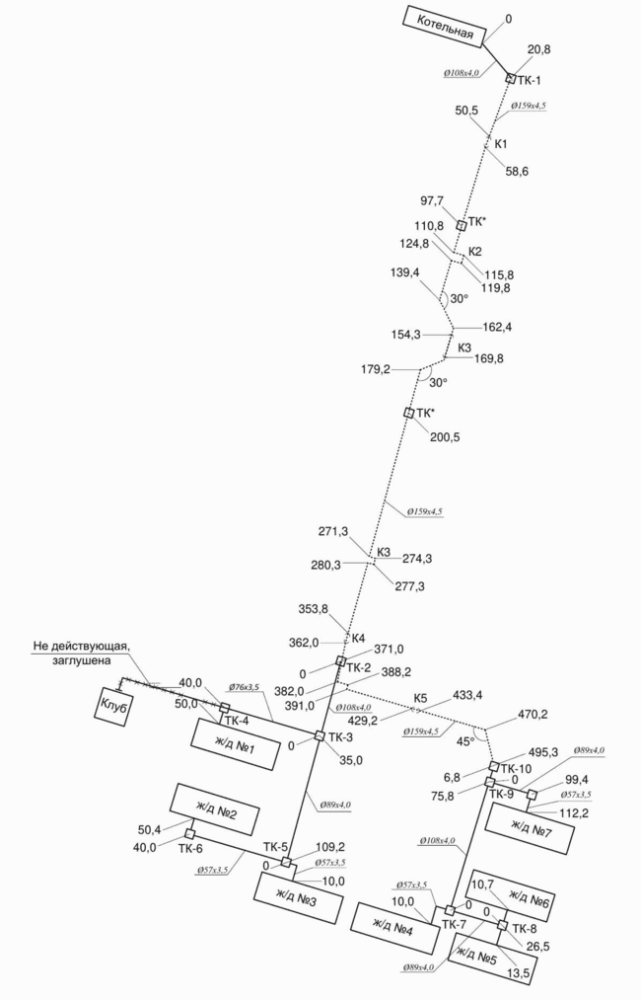 Котельная
0
20,8
Ø108x4,0
ТК-1
Ø159x4,5
50,5
К1
58,6
97,7
ТК*
110,8
К2
124,8
115,8
119,8
139,4
30°
162,4
154,3
К3
169,8
179,2
30°
ТК*
200,5
Ø159x4,5
271,3
К3
274,3
280,3
277,3
353,8
К4
362,0
371,0
0
ТК-2
Не действующая,
заглушена
40,0
Ø76x3,5
382,0
388,2
391,0
К5
433,4
Клуб
50,0
ТК-4
Ø108x4,0
429,2
470,2
Ø159x4,5
0
ТК-3
45°
ж/д №1
35,0
495,3
Ø89x4,0
ТК-10
6,8
0
99,4
75,8
ТК-9
Ø57x3,5
ж/д №2
Ø89x4,0
112,2
50,4
ж/д №7
40,0
ТК-6
ТК-5
109,2
Ø108x4,0
0
Ø57x3,5
Ø57x3,5
10,0
ж/д №3
Ø57x3,5
10,7
ж/д №6
10,0
0
0
ТК-7
ТК-8
ж/д №4
26,5
ж/д №5
Ø89x4,0
13,5